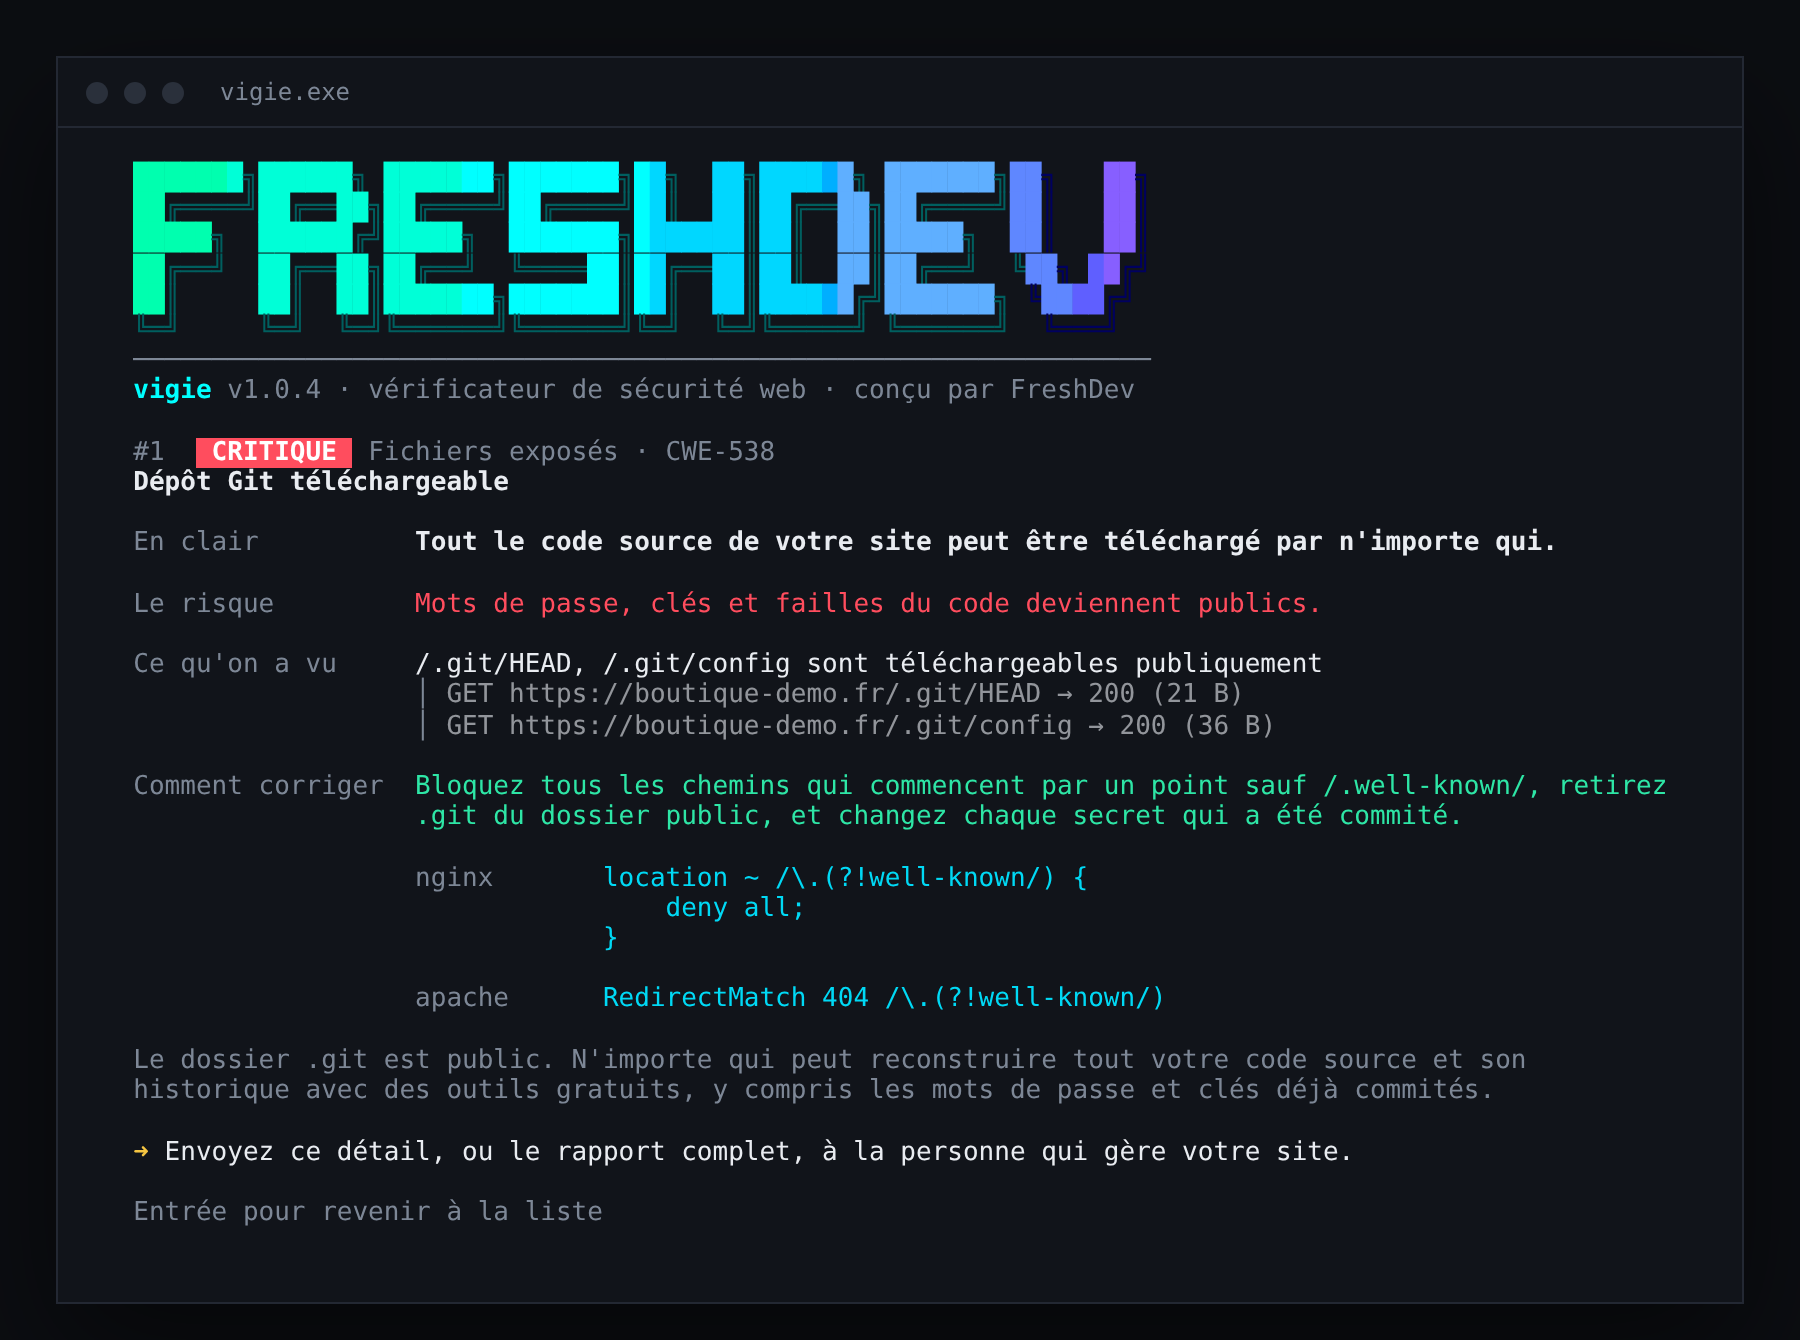 vigie.exe
FRESHDEV
vigie v1.0.4 · vérificateur de sécurité web · conçu par FreshDev
#1 CRITIQUE Fichiers exposés · CWE-538
Dépôt Git téléchargeable
En clair Tout le code source de votre site peut être téléchargé par n'importe qui.
Le risque Mots de passe, clés et failles du code deviennent publics.
Ce qu'on a vu /.git/HEAD, /.git/config sont téléchargeables publiquement
│ GET https://boutique-demo.fr/.git/HEAD → 200 (21 B)
│ GET https://boutique-demo.fr/.git/config → 200 (36 B)
Comment corriger Bloquez tous les chemins qui commencent par un point sauf /.well-known/, retirez
.git du dossier public, et changez chaque secret qui a été commité.
nginx location ~ /\.(?!well-known/) {
deny all;
}
apache RedirectMatch 404 /\.(?!well-known/)
Le dossier .git est public. N'importe qui peut reconstruire tout votre code source et son
historique avec des outils gratuits, y compris les mots de passe et clés déjà commités.
→ Envoyez ce détail, ou le rapport complet, à la personne qui gère votre site.
Entrée pour revenir à la liste